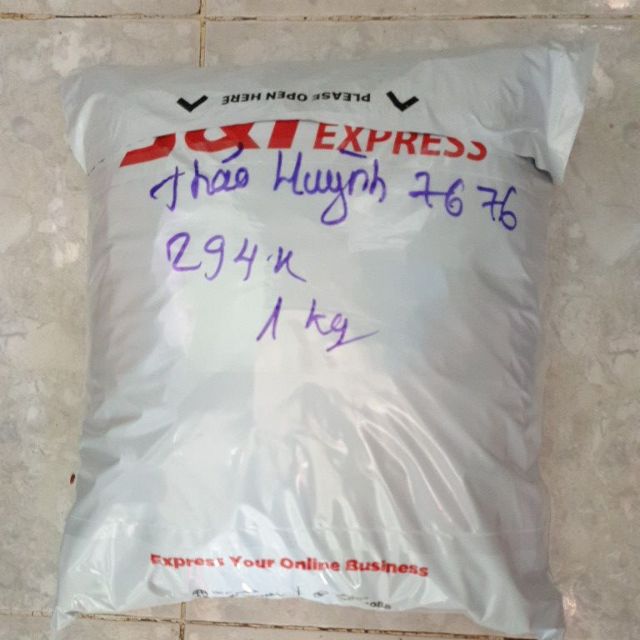 PLEASE OPEN HERE
J&T EXPRESS
Thảo Huỳnh 7676
294k
1 kg
Express Your Online Business